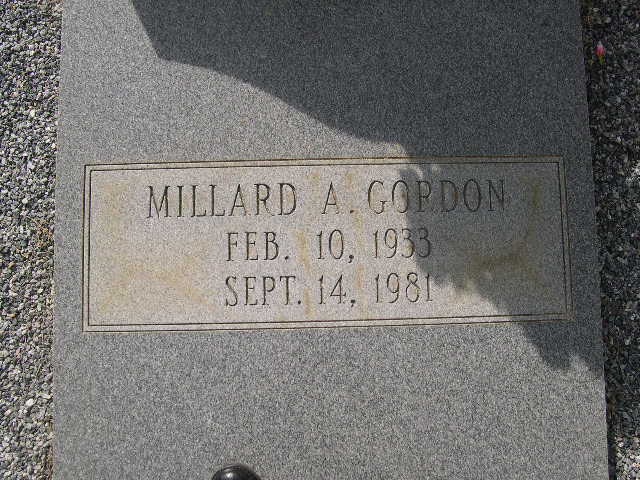 MILLARD A. GORDON
FEB. 10, 1933
SEPT. 14, 1981